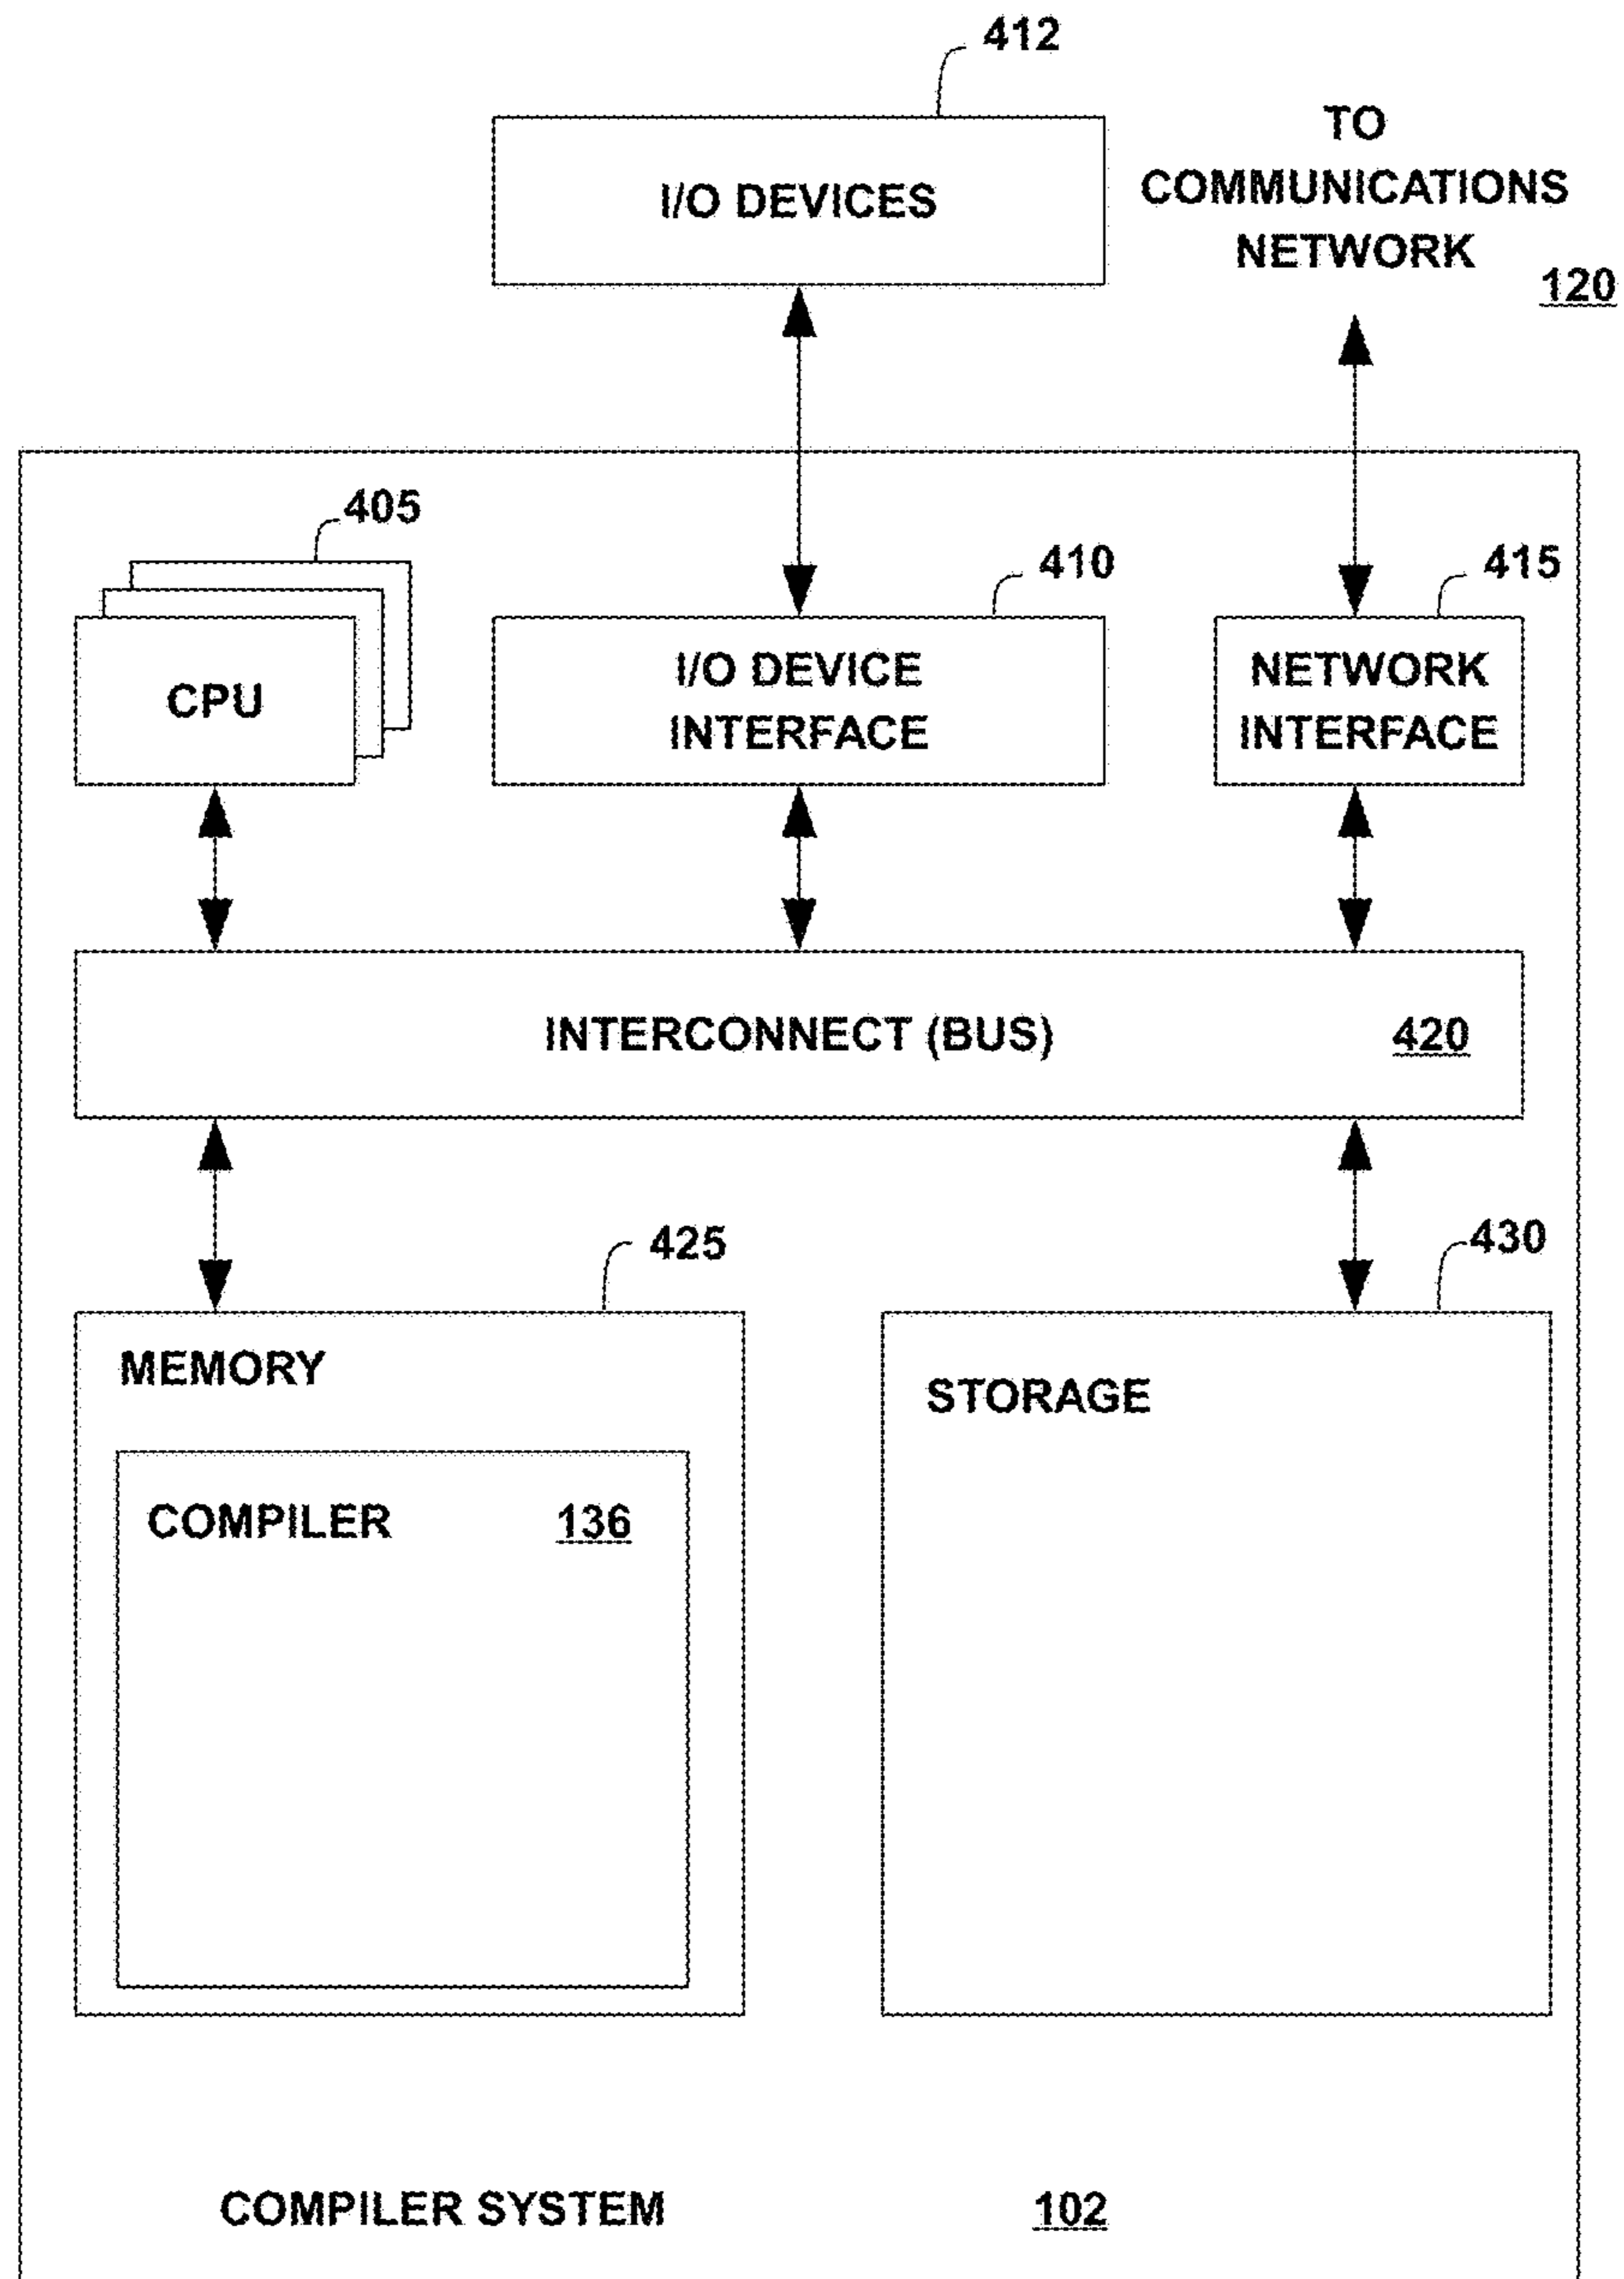 412
I/O DEVICES
TO
COMMUNICATIONS
NETWORK
120
405
410
415
CPU
I/O DEVICE
INTERFACE
NETWORK
INTERFACE
INTERCONNECT (BUS)
420
425
430
MEMORY
STORAGE
COMPILER
136
COMPILER SYSTEM
102